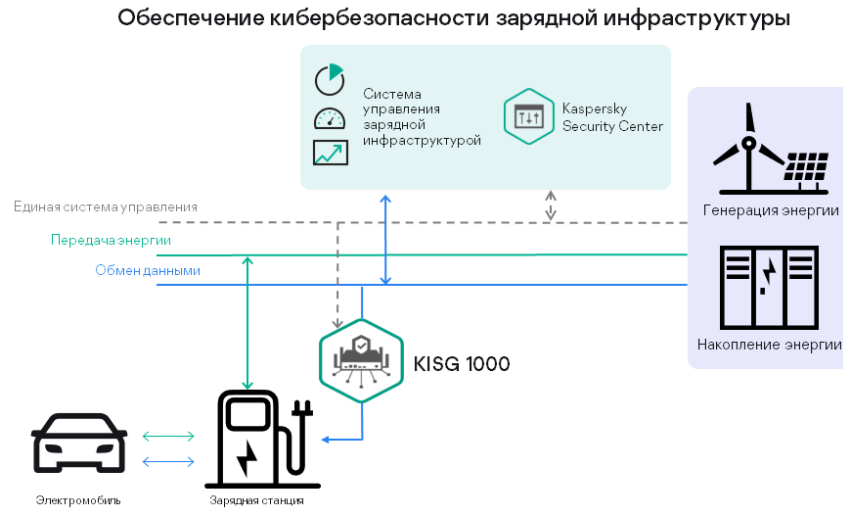 Обеспечение кибербезопасности зарядной инфраструктуры
Система
управления
зарядной
инфраструктурой
Kaspersky
Security Center
Единая система управления
Передача энергии
Обмен данными
Генерация энергии
Накопление энергии
KISG 1000
Электромобиль
Зарядная станция